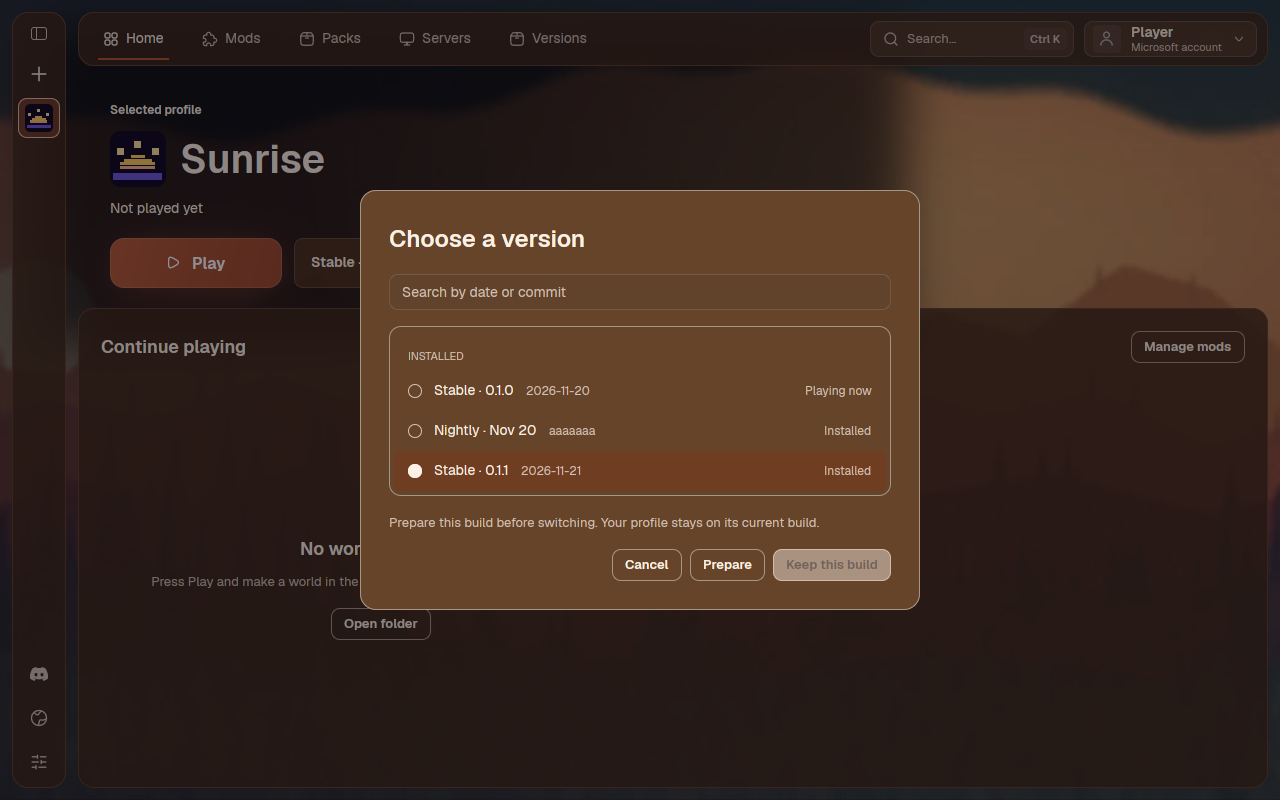 Home
Mods
Packs
Servers
Versions
Search...
Ctrl K
Player
Microsoft account
Selected profile
Sunrise
Not played yet
Play
Stable ·
Continue playing
Manage mods
No wor
Press Play and make a world in the
Open folder
Choose a version
Search by date or commit
INSTALLED
Stable · 0.1.0 2026-11-20 Playing now
Nightly · Nov 20 aaaaaaa Installed
Stable · 0.1.1 2026-11-21 Installed
Prepare this build before switching. Your profile stays on its current build.
Cancel
Prepare
Keep this build